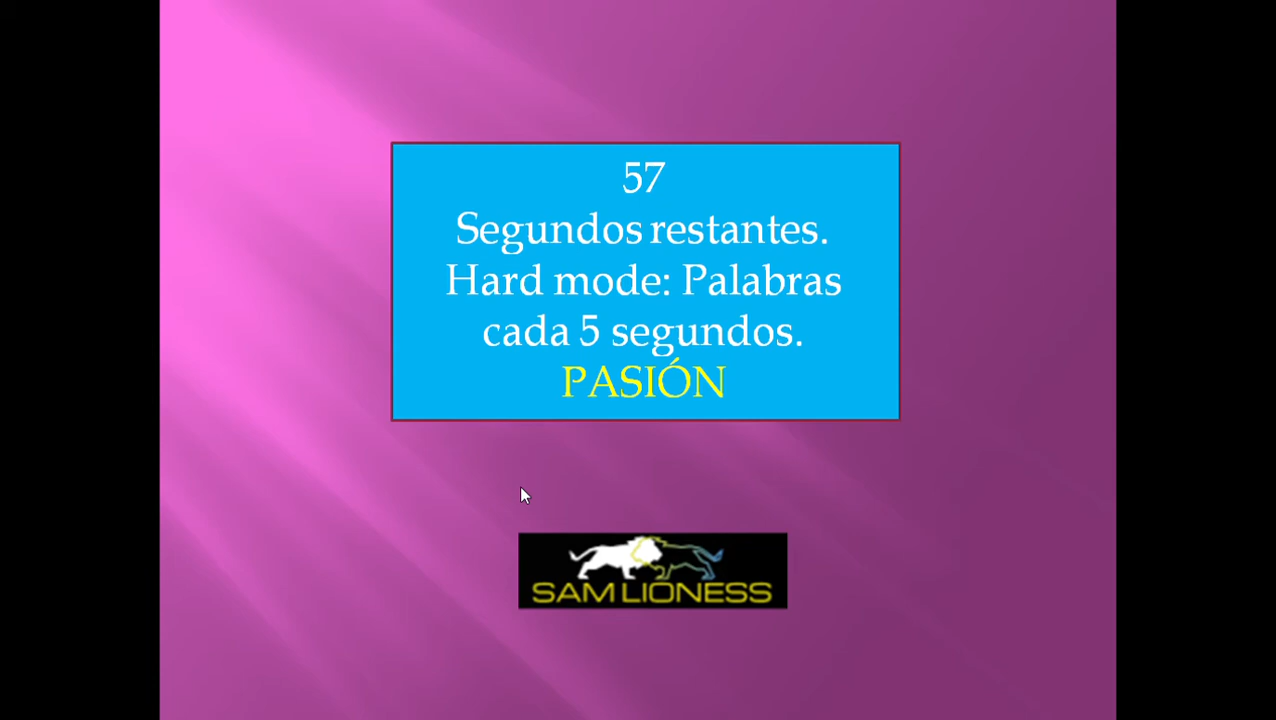 57
Segundos restantes.
Hard mode: Palabras
cada 5 segundos.
PASIÓN
SAM LIONESS